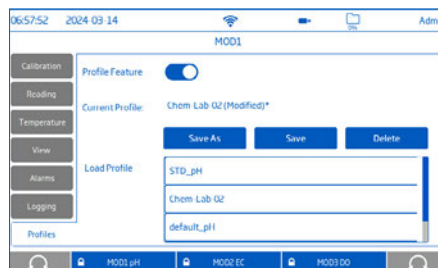 06:57:52 2024-03-14 0% Adm
MOD1
Calibration
Profile Feature
Reading
Current Profile: Chem-Lab 02 (Modified)*
Temperature
Save As Save Delete
View
Load Profile
STD_pH
Alarms
Chem-Lab 02
Logging
default_pH
Profiles
MOD1 pH MOD2 EC MOD3 DO